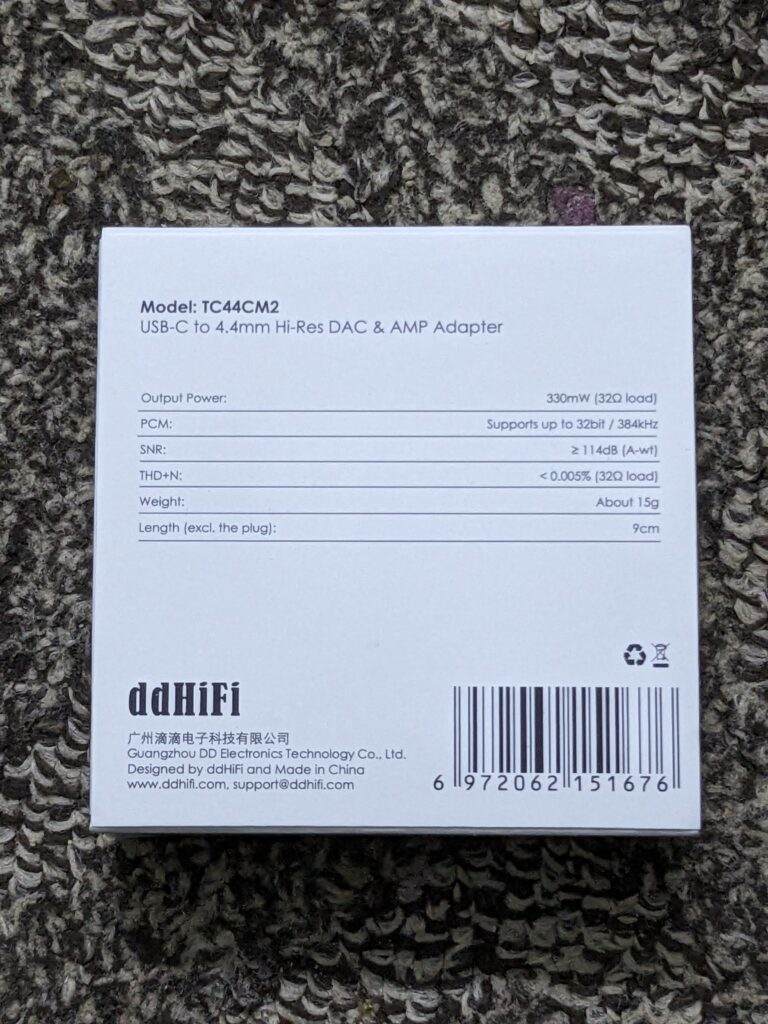 Model: TC44CM2
USB-C to 4.4mm Hi-Res DAC & AMP Adapter
Output Power: 330mW (32Ω load)
PCM: Supports up to 32bit / 384kHz
SNR: ≥ 114dB (A-wt)
THD+N: < 0.005% (32Ω load)
Weight: About 15g
Length (excl. the plug): 9cm
ddHiFi
广州滴滴电子科技有限公司
Guangzhou DD Electronics Technology Co., Ltd.
Designed by ddHiFi and Made in China
www.ddhifi.com, support@ddhifi.com
6 972062 151676